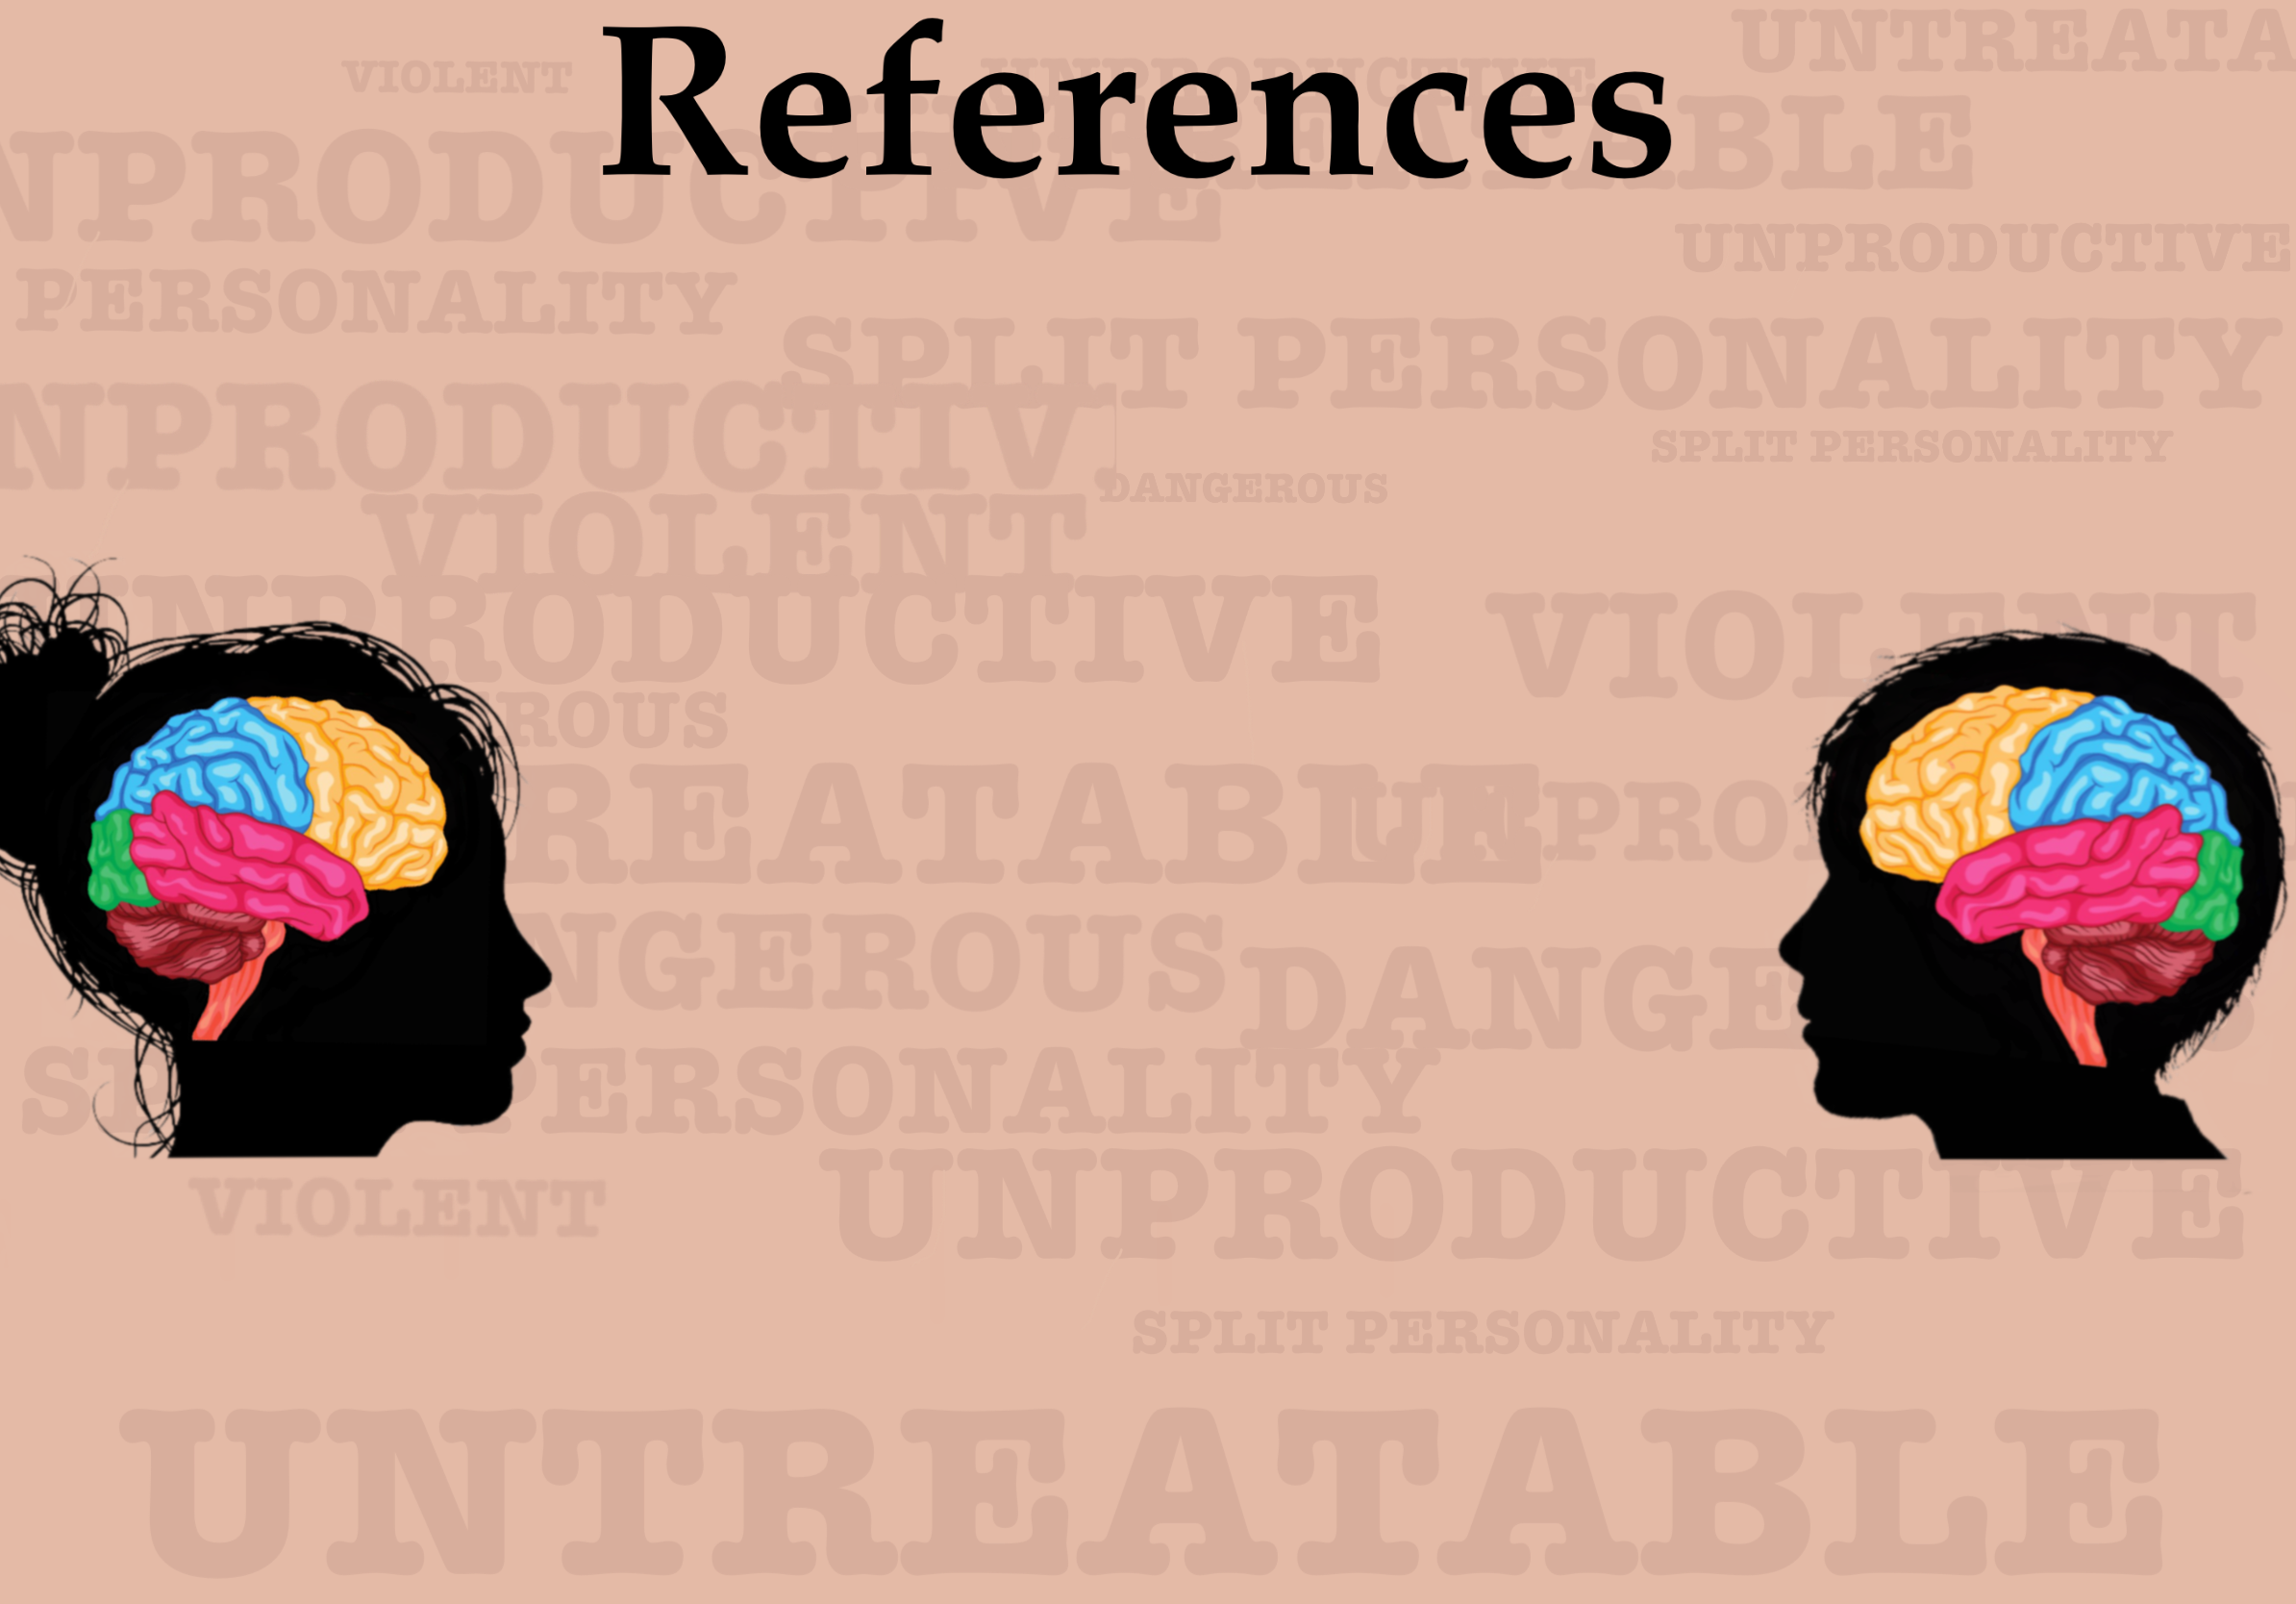 References
UNTREATA
VIOLENT
UNPRODUCTIVE
BLE
NPRODUCTIVE
UNPRODUCTIVE
PERSONALITY
SPLIT PERSONALITY
NPRODUCTIV
SPLIT PERSONALITY
DANGEROUS
VIOLENT
UNPRODUCTIVE
VIOLENT
ROUS
REATABLE
UNPRO
NGEROUS
DANGE
S PERSONALITY
UNPRODUCTIVE
VIOLENT
SPLIT PERSONALITY
UNTREATABLE